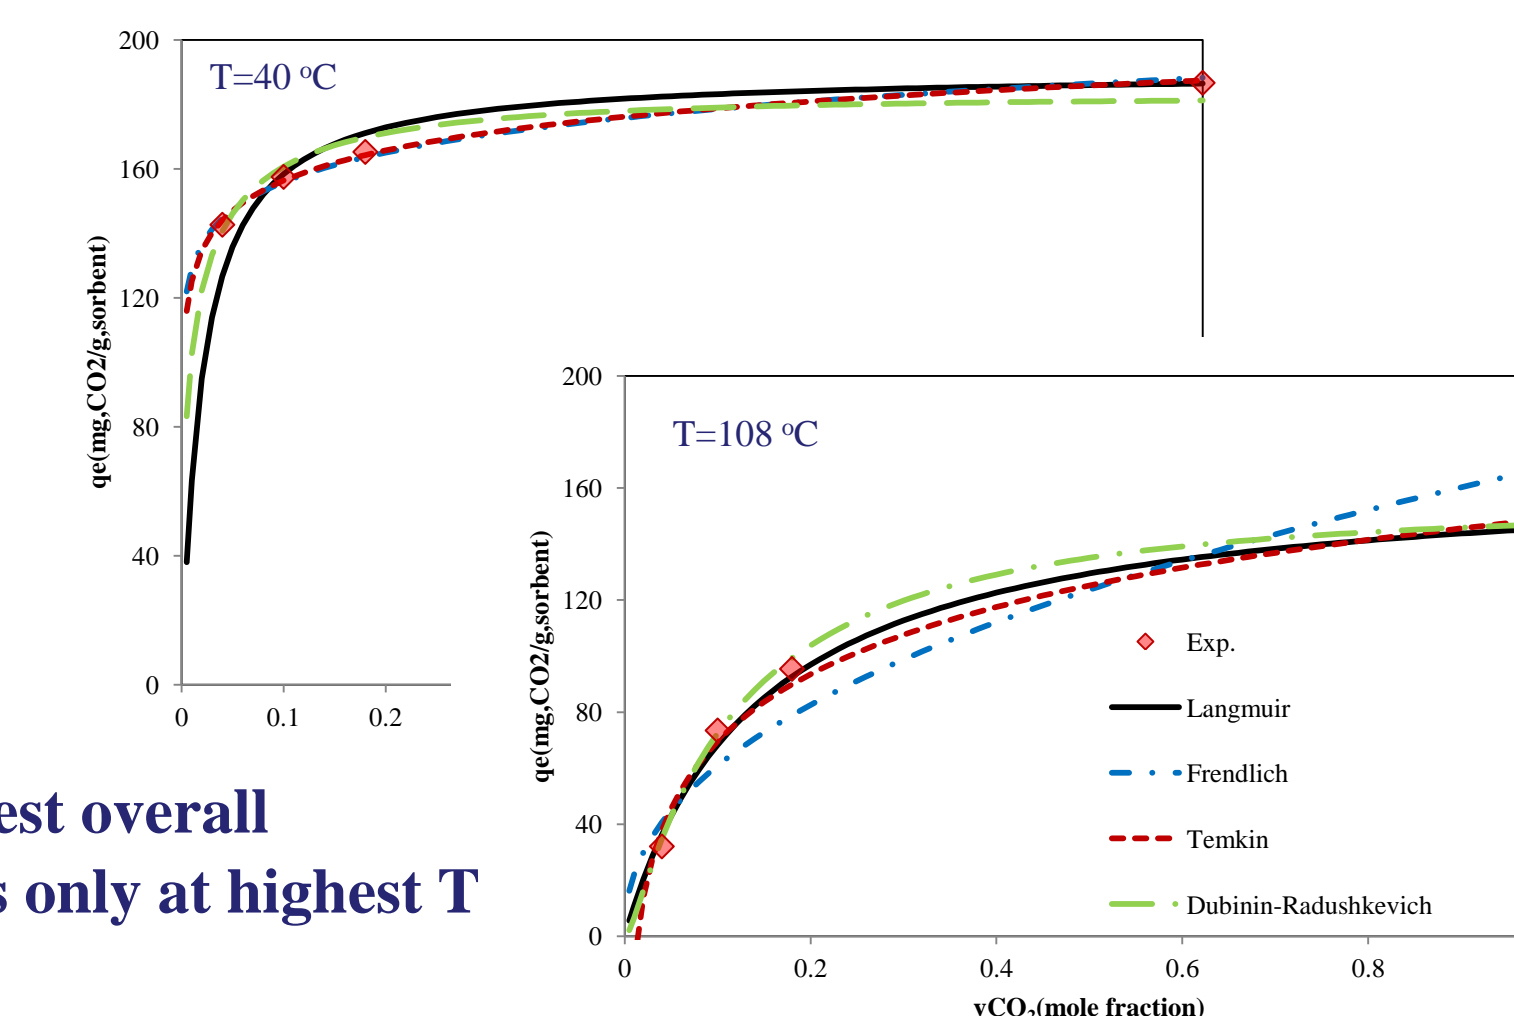 200
T=40 °C
160
120
80
40
0
0 0.1 0.2
qe(mg,CO2/g,sorbent)
200
T=108 °C
160
120
80
40
0
0 0.2 0.4 0.6 0.8
qe(mg,CO2/g,sorbent)
yCO₂(mole fraction)
Exp.
Langmuir
Frendlich
Temkin
Dubinin-Radushkevich
est overall
s only at highest T